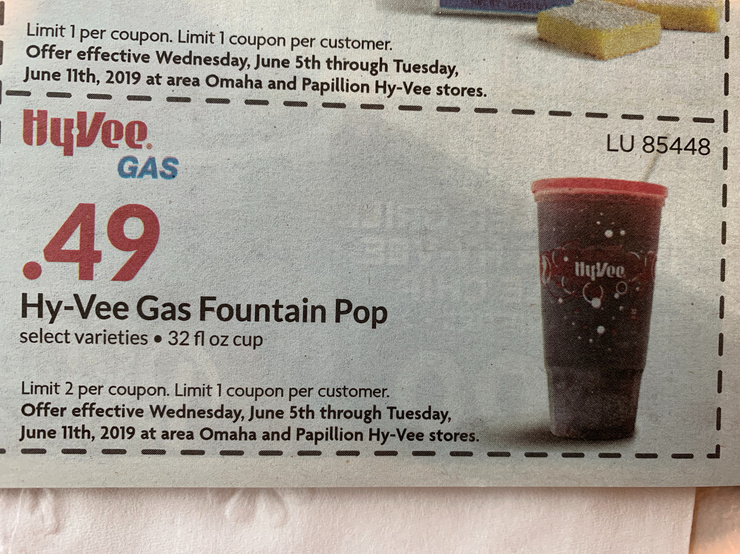 Limit 1 per coupon. Limit 1 coupon per customer.
Offer effective Wednesday, June 5th through Tuesday,
June 11th, 2019 at area Omaha and Papillion Hy-Vee stores.
HyVee.
GAS
LU 85448
.49
HyVee
Hy-Vee Gas Fountain Pop
select varieties • 32 fl oz cup
Limit 2 per coupon. Limit 1 coupon per customer.
Offer effective Wednesday, June 5th through Tuesday,
June 11th, 2019 at area Omaha and Papillion Hy-Vee stores.